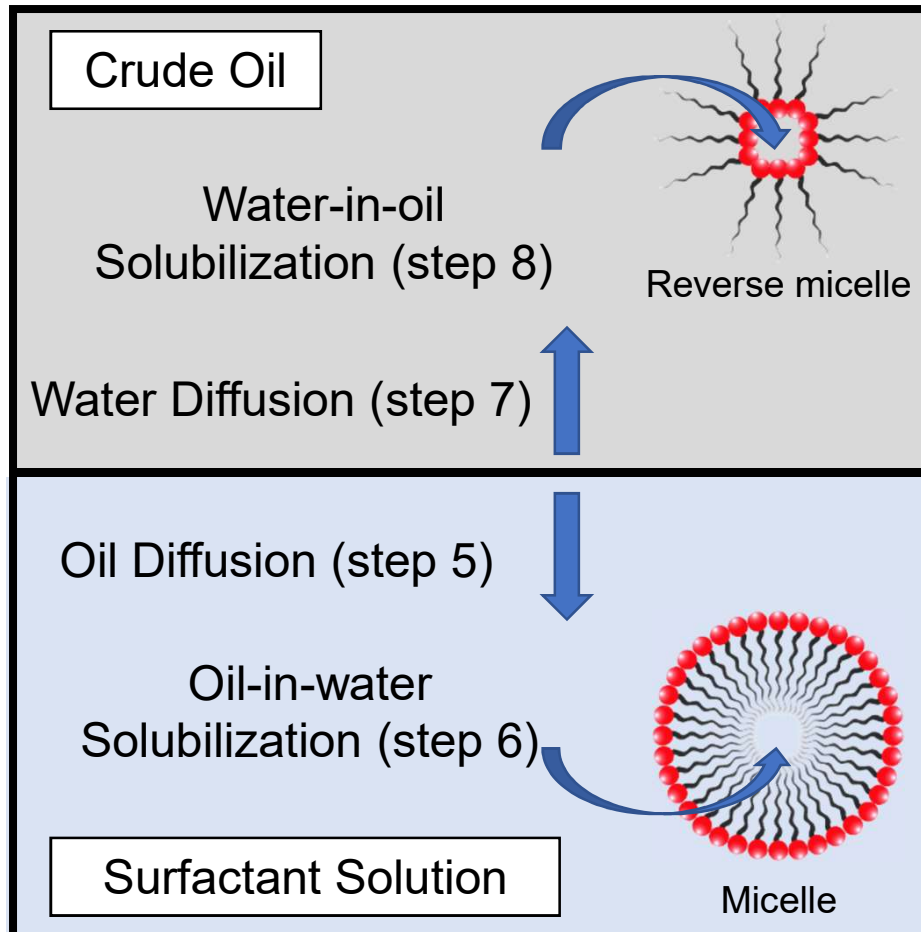 Crude Oil
Water-in-oil
Solubilization (step 8)
Reverse micelle
Water Diffusion (step 7)
Oil Diffusion (step 5)
Oil-in-water
Solubilization (step 6)
Surfactant Solution
Micelle